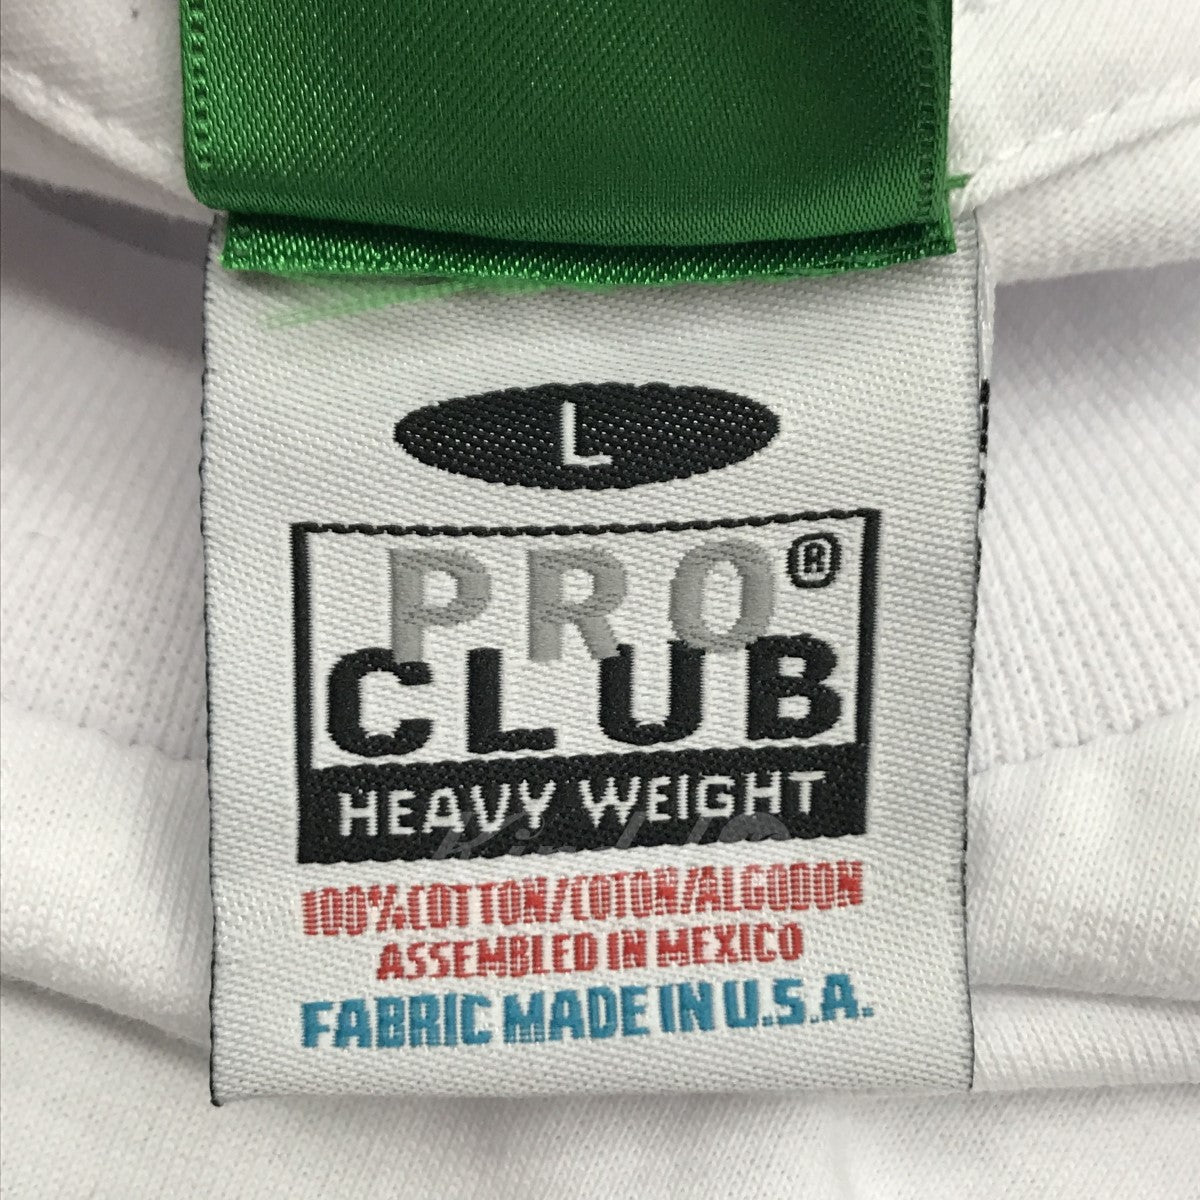 L
PRO®
CLUB
HEAVY WEIGHT
100% COTTON/COTON/ALGODON
ASSEMBLED IN MEXICO
FABRIC MADE IN U.S.A.